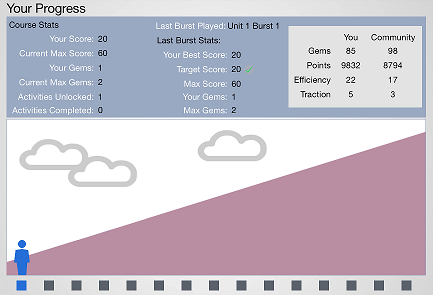 Your Progress
Course Stats
Your Score: 20
Current Max Score: 60
Your Gems: 1
Current Max Gems: 2
Activities Unlocked: 1
Activities Completed: 0
Last Burst Played: Unit 1 Burst 1
Last Burst Stats:
Your Best Score: 20
Target Score: 20
Max Score: 60
Your Gems: 1
Max Gems: 2
You Community
Gems 85 98
Points 9832 8794
Efficiency 22 17
Traction 5 3